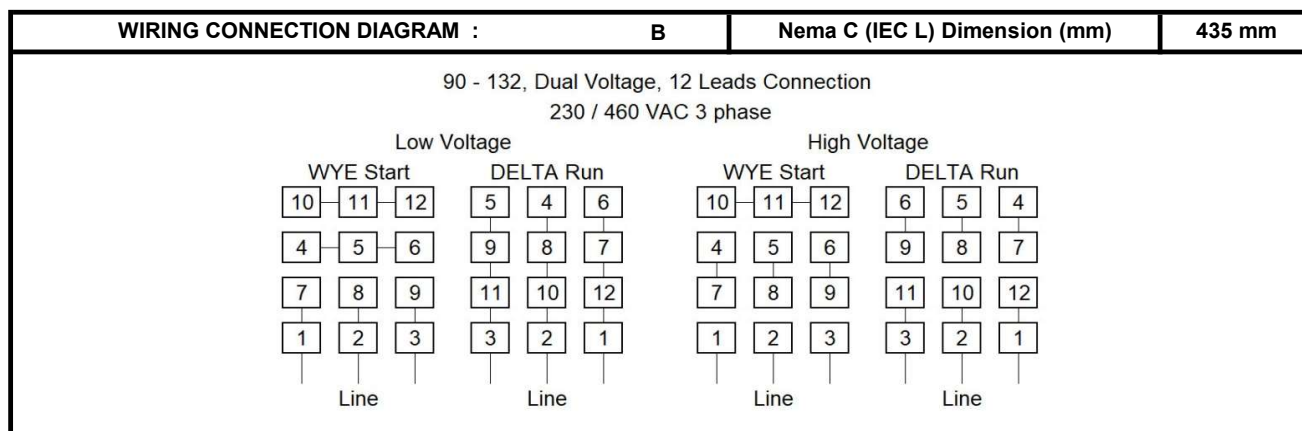 WIRING CONNECTION DIAGRAM : B Nema C (IEC L) Dimension (mm) 435 mm
90 - 132, Dual Voltage, 12 Leads Connection
230 / 460 VAC 3 phase
Low Voltage High Voltage
WYE Start DELTA Run WYE Start DELTA Run
10 11 12 5 4 6 10 11 12 6 5 4
4 5 6 9 8 7 4 5 6 9 8 7
7 8 9 11 10 12 7 8 9 11 10 12
1 2 3 3 2 1 1 2 3 3 2 1
Line Line Line Line